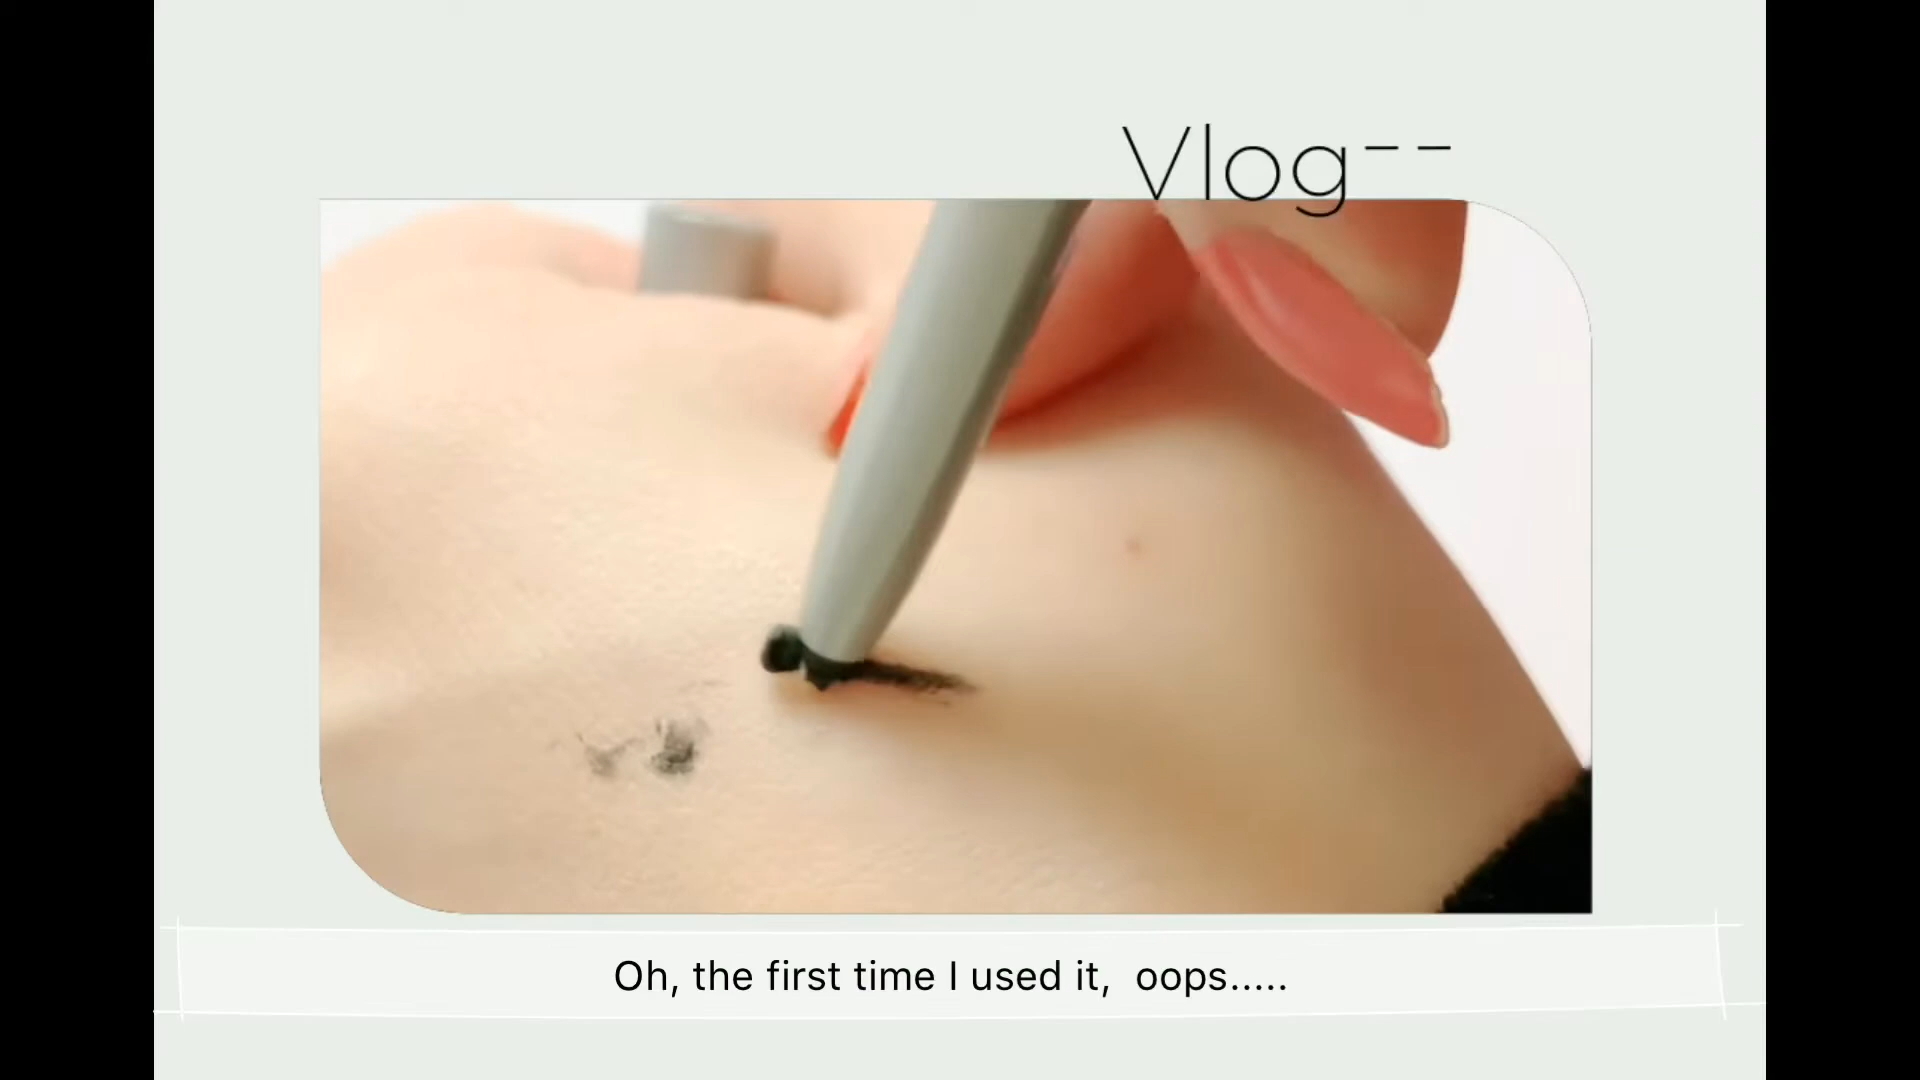 Vlog--
Oh, the first time I used it, oops.....